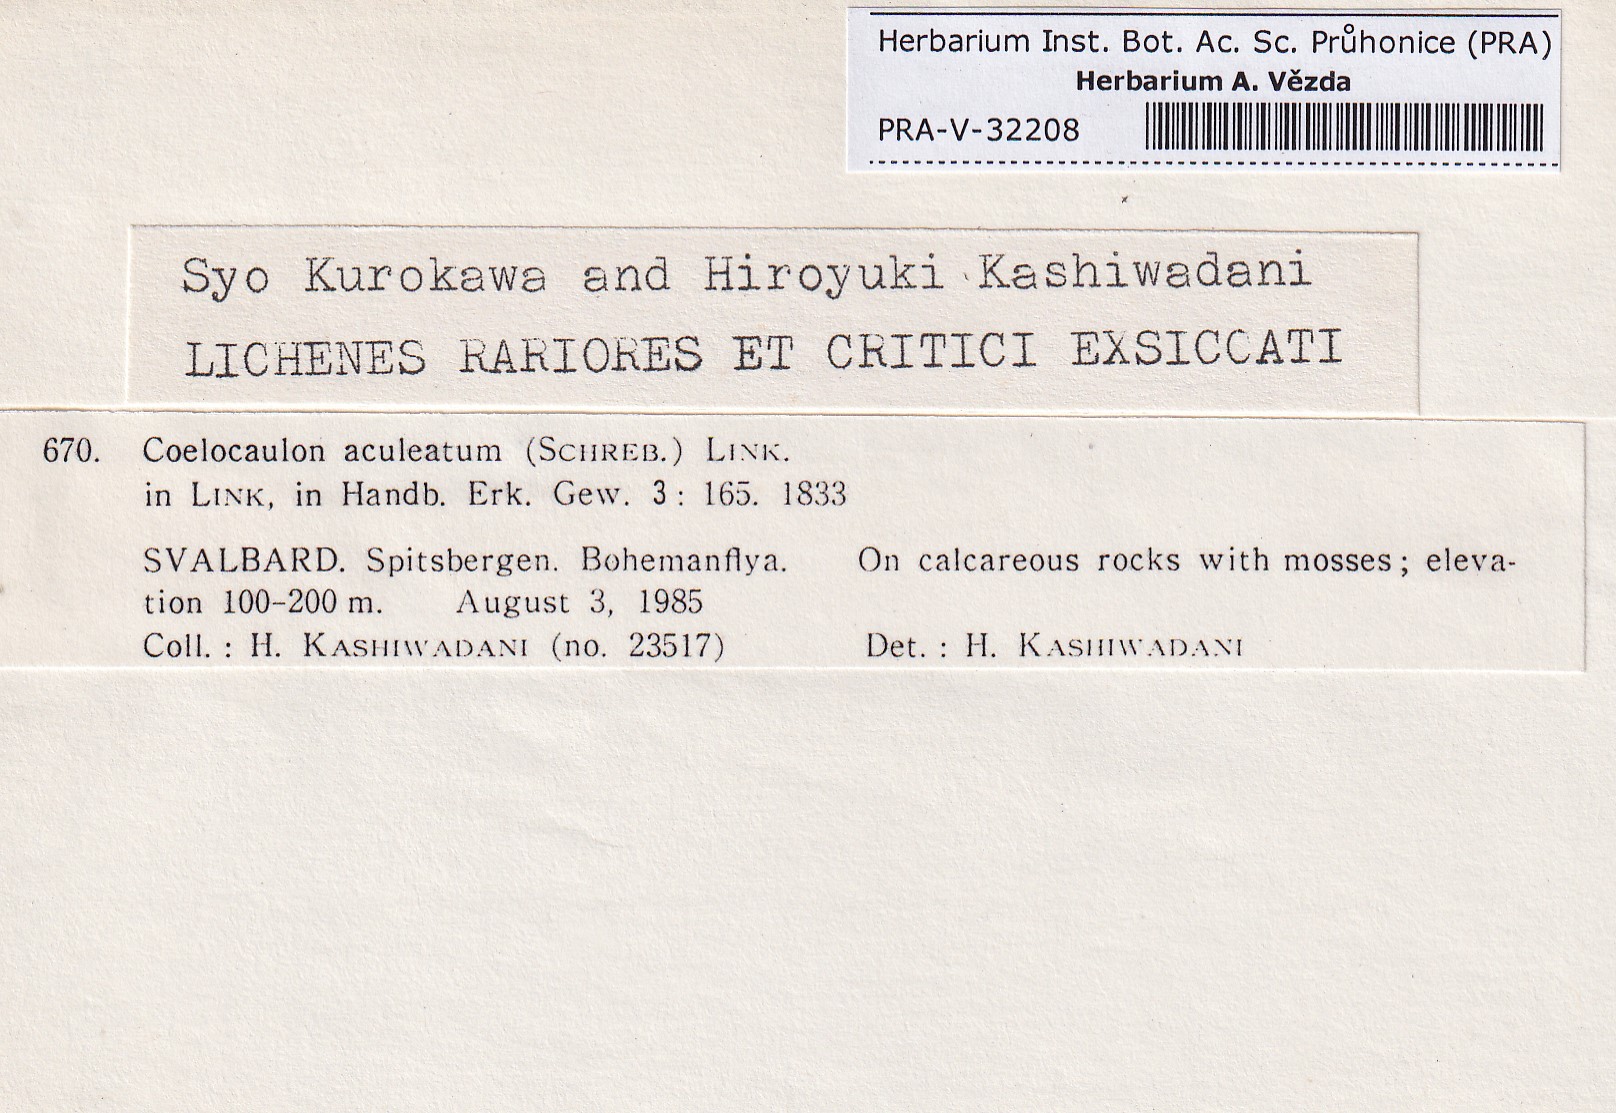 Herbarium Inst. Bot. Ac. Sc. Průhonice (PRA)
Herbarium A. Vězda
PRA-V-32208
Syo Kurokawa and Hiroyuki Kashiwadani
LICHENES RARIORES ET CRITICI EXSICCATI
670. Coelocaulon aculeatum (SCHREB.) LINK.
in LINK, in Handb. Erk. Gew. 3 : 165. 1833
SVALBARD. Spitsbergen. Bohemanflya. On calcareous rocks with mosses ; eleva-
tion 100-200 m. August 3, 1985
Coll. : H. KASHIWADANI (no. 23517) Det. : H. KASHIWADANI